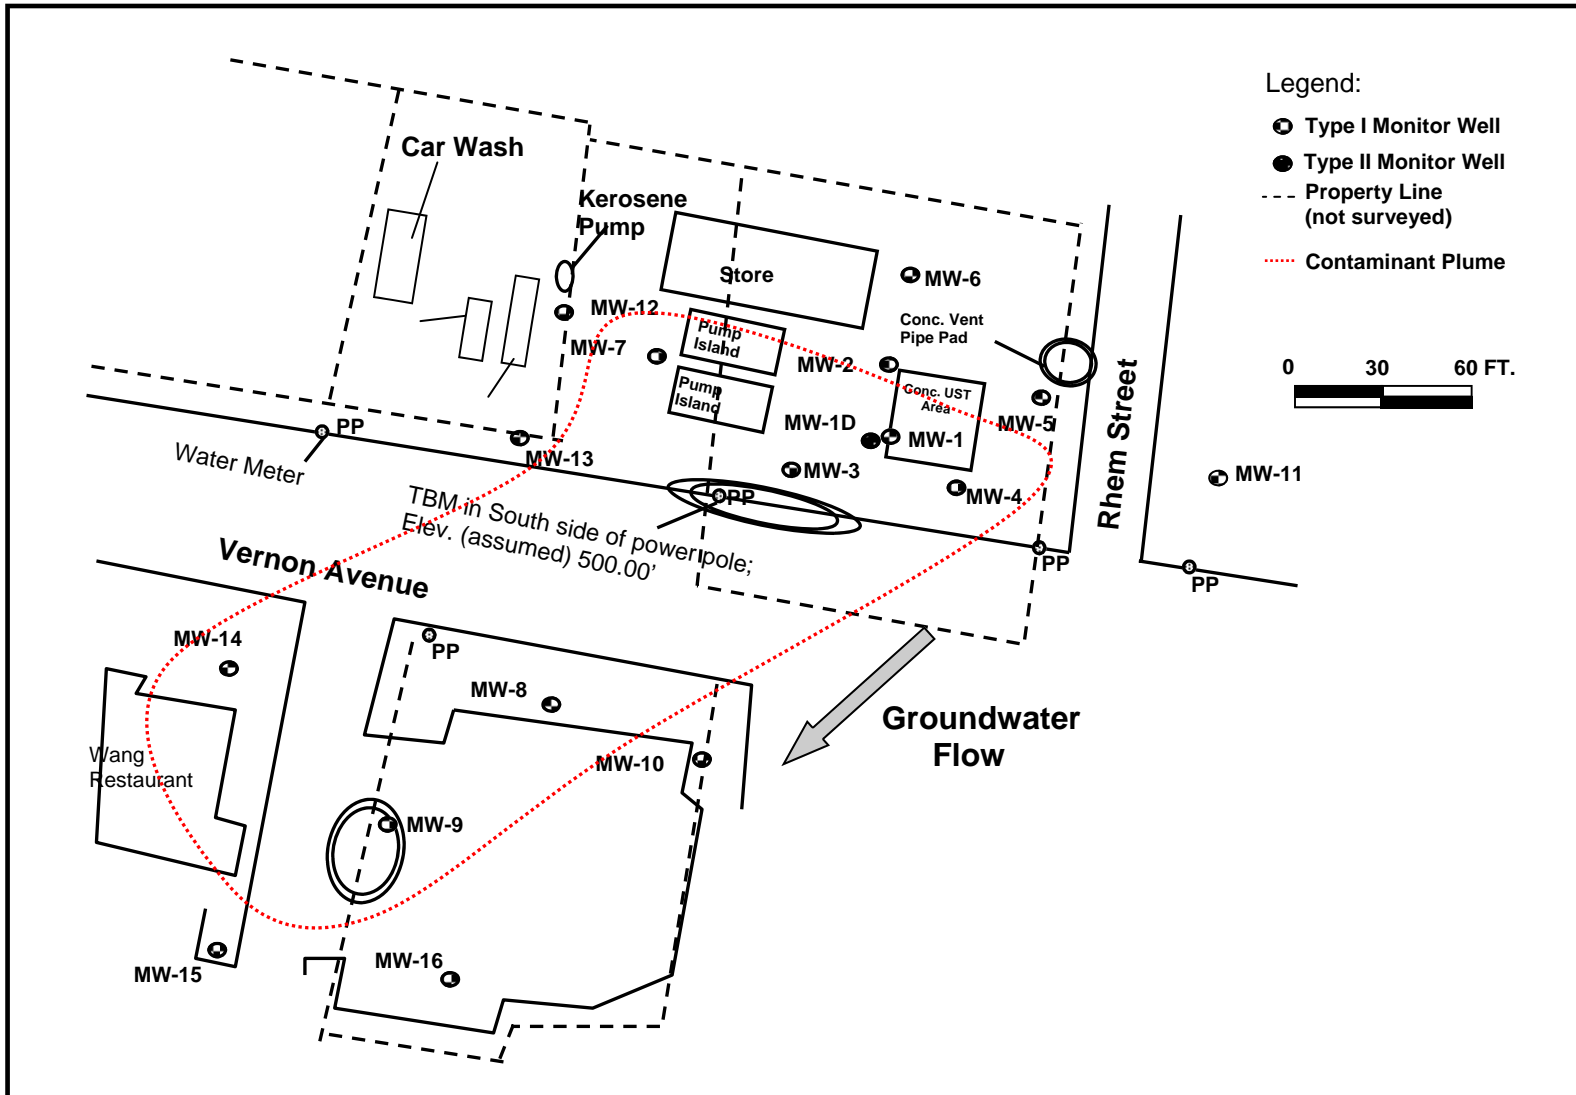 Legend:
Type I Monitor Well
Type II Monitor Well
Property Line
(not surveyed)
Contaminant Plume
0 30 60 FT.
Car Wash
Kerosene
Pump
Store
MW-6
MW-12
Conc. Vent
Pipe Pad
Pump
Island
MW-7
MW-2
Pump
Island
Conc. UST
Area
MW-5
Rhem Street
MW-1D
MW-1
PP
Water Meter
MW-13
MW-3
MW-4
MW-11
PP
TBM in South side of power pole;
Elev. (assumed) 500.00'
PP
PP
Vernon Avenue
MW-14
PP
MW-8
Groundwater
Flow
Wang
Restaurant
MW-10
MW-9
MW-15
MW-16